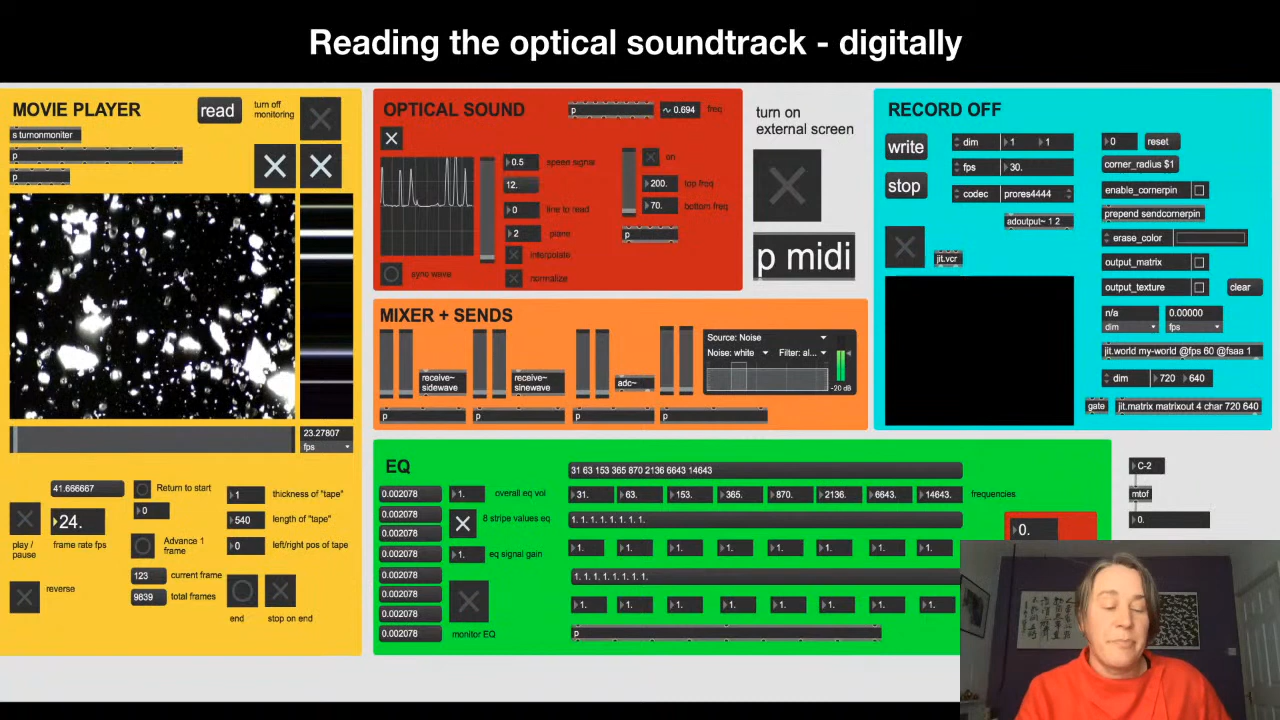 Reading the optical soundtrack - digitally
MOVIE PLAYER
read
turn off
monitoring
s turnonmoniter
p
p
23.27807
fps
41.666667
Return to start
0
24.
play /
pause
frame rate fps
Advance 1
frame
1
thickness of "tape"
540
length of "tape"
0
left/right pos of tape
reverse
123
current frame
9839
total frames
end
stop on end
OPTICAL SOUND
p
0.694
freq
0.5
speed signal
12.
0
line to read
2
plane
interpolate
normalize
sync wave
on
200.
top freq
70.
bottom freq
p
turn on
external screen
p midi
MIXER + SENDS
receive~
sidewave
receive~
sinewave
adc~
p
p
p
p
Source: Noise
Noise: white
Filter: al...
-20 dB
RECORD OFF
write
stop
dim
1
1
fps
30.
codec
prores4444
adoutput~ 1 2
jit.vcr
0
reset
corner_radius $1
enable_cornerpin
prepend sendcornerpin
erase_color
output_matrix
output_texture
clear
n/a
dim
0.00000
fps
jit.world my-world @fps 60 @fsaa 1
dim
720
640
gate
jit.matrix matrixout 4 char 720 640
EQ
31 63 153 365 870 2136 6643 14643
0.002078
1.
overall eq vol
31.
63.
153.
365.
870.
2136.
6643.
14643.
frequencies
0.002078
8 stripe values eq
1. 1. 1. 1. 1. 1. 1. 1.
0.002078
0.002078
1.
eq signal gain
1.
1.
1.
1.
1.
1.
1.
1.
0.002078
1. 1. 1. 1. 1. 1. 1. 1.
0.002078
0.002078
1.
1.
1.
1.
1.
1.
1.
1.
0.002078
monitor EQ
p
0.
C-2
mtof
0.